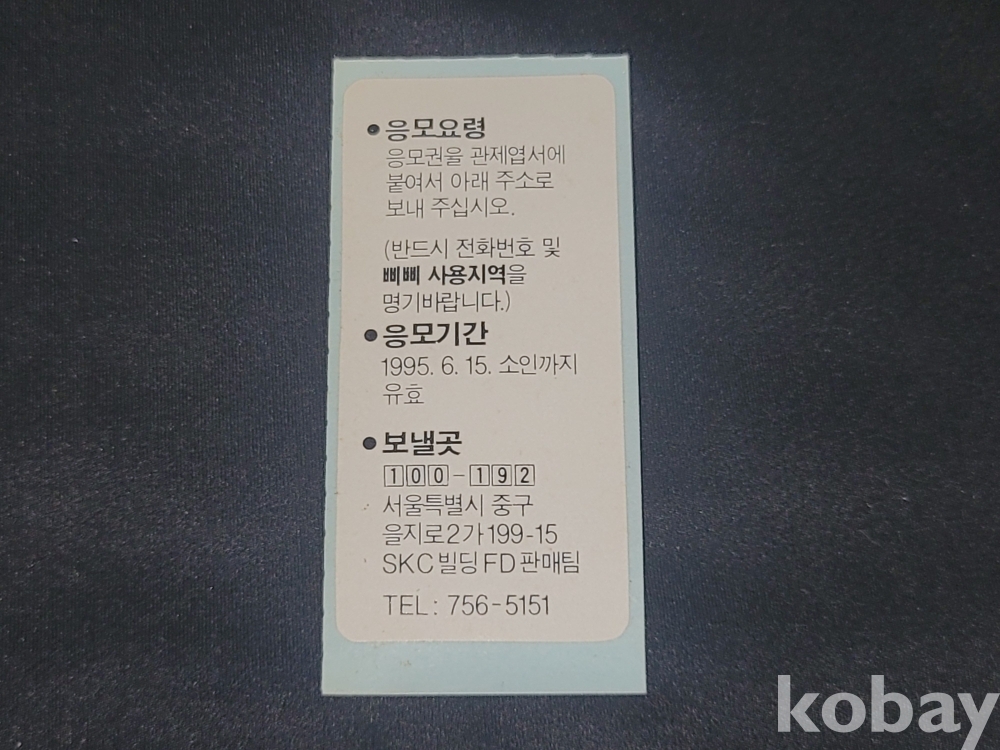 • 응모요령
응모권을 관제엽서에
붙여서 아래 주소로
보내 주십시오.
(반드시 전화번호 및
삐삐 사용지역을
명기바랍니다.)
• 응모기간
1995. 6. 15. 소인까지
유효
• 보낼곳
100-192
서울특별시 중구
을지로2가 199-15
SKC 빌딩 FD 판매팀
TEL: 756-5151
kobay